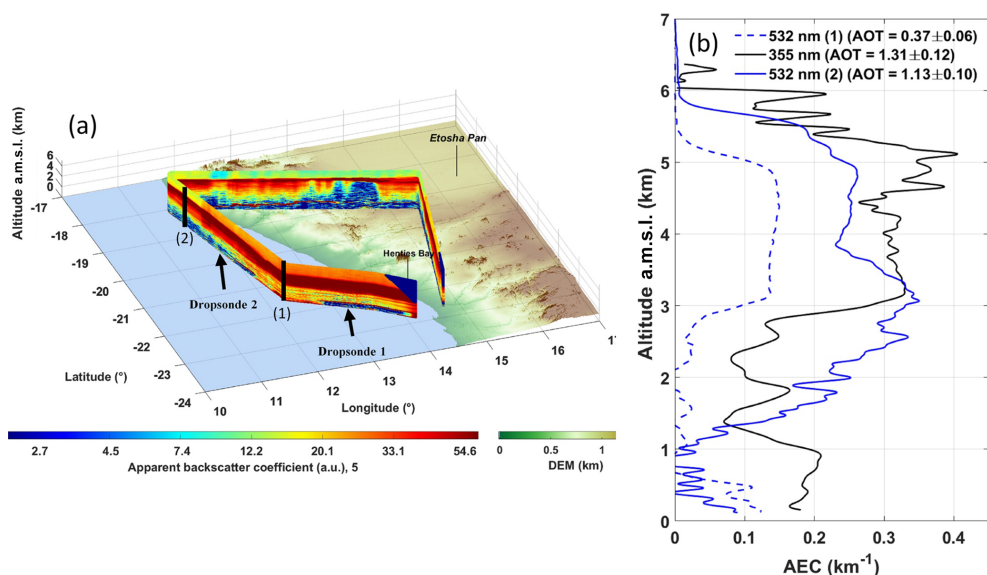 (a)
Altitude a.m.s.l. (km)
6
4
2
0
-17
-18
-19
-20
-21
-22
-23
-24
Latitude (°)
10
11
12
13
14
15
16
Longitude (°)
Etosha Pan
Henties Bay
(2)
(1)
Dropsonde 2
Dropsonde 1
2.7 4.5 7.4 12.2 20.1 33.1 54.6
Apparent backscatter coefficient (a.u.), 5
0 0.5 1
DEM (km)
(b)
532 nm (1) (AOT = 0.37±0.06)
355 nm (AOT = 1.31±0.12)
532 nm (2) (AOT = 1.13±0.10)
Altitude a.m.s.l. (km)
7
6
5
4
3
2
1
0
0 0.1 0.2 0.3 0.4
AEC (km⁻¹)